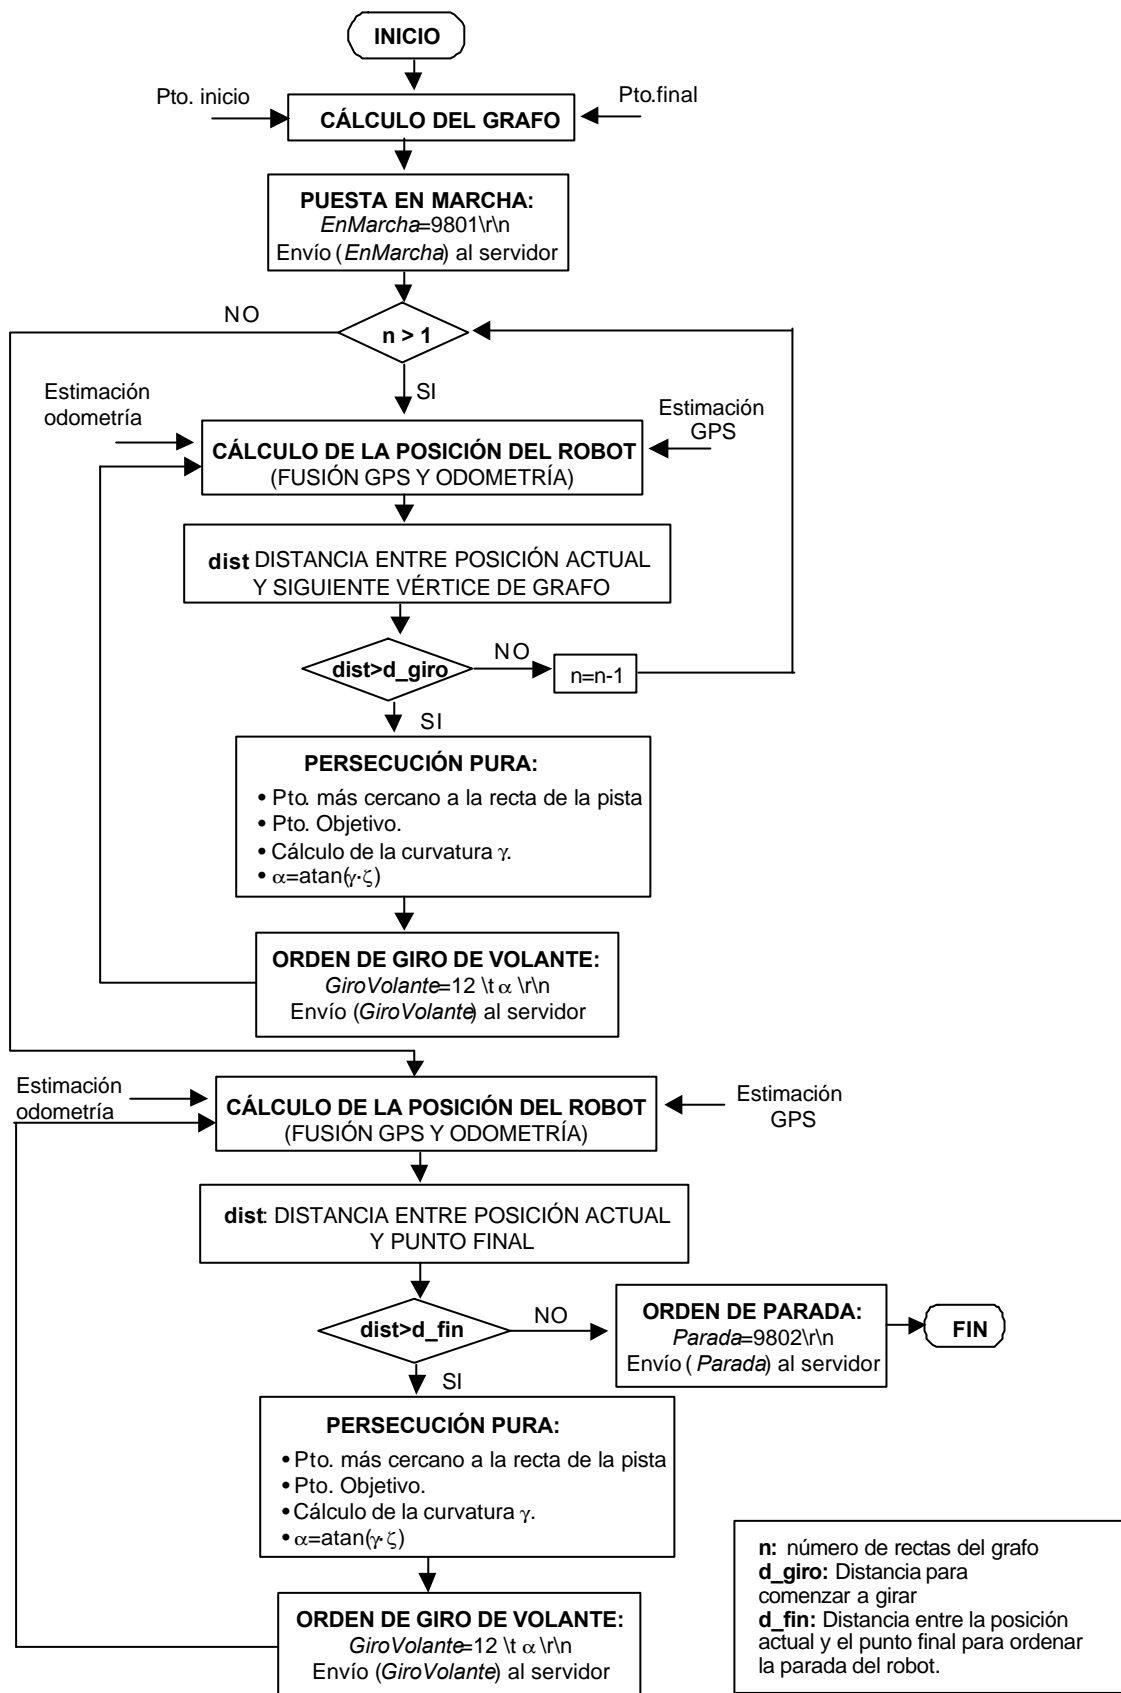 INICIO
Pto. inicio
Pto.final
CÁLCULO DEL GRAFO
PUESTA EN MARCHA:
EnMarcha=9801\r\n
Envío (EnMarcha) al servidor
NO
n > 1
SI
Estimación
odometría
Estimación
GPS
CÁLCULO DE LA POSICIÓN DEL ROBOT
(FUSIÓN GPS Y ODOMETRÍA)
dist DISTANCIA ENTRE POSICIÓN ACTUAL
Y SIGUIENTE VÉRTICE DE GRAFO
dist>d_giro
NO
n=n-1
SI
PERSECUCIÓN PURA:
• Pto. más cercano a la recta de la pista
• Pto. Objetivo.
• Cálculo de la curvatura γ.
• α=atan(γ·ζ)
ORDEN DE GIRO DE VOLANTE:
GiroVolante=12 \t α \r\n
Envío (GiroVolante) al servidor
Estimación
odometría
Estimación
GPS
CÁLCULO DE LA POSICIÓN DEL ROBOT
(FUSIÓN GPS Y ODOMETRÍA)
dist: DISTANCIA ENTRE POSICIÓN ACTUAL
Y PUNTO FINAL
dist>d_fin
NO
ORDEN DE PARADA:
Parada=9802\r\n
Envío ( Parada) al servidor
FIN
SI
PERSECUCIÓN PURA:
• Pto. más cercano a la recta de la pista
• Pto. Objetivo.
• Cálculo de la curvatura γ.
• α=atan(γ·ζ)
ORDEN DE GIRO DE VOLANTE:
GiroVolante=12 \t α \r\n
Envío (GiroVolante) al servidor
n: número de rectas del grafo
d_giro: Distancia para
comenzar a girar
d_fin: Distancia entre la posición
actual y el punto final para ordenar
la parada del robot.